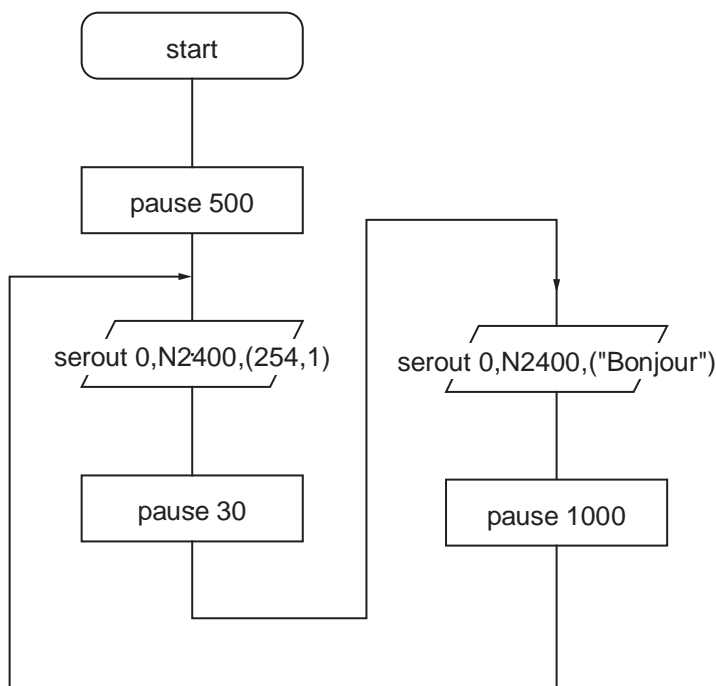 start
pause 500
serout 0,N2400,(254,1)
pause 30
serout 0,N2400,("Bonjour")
pause 1000